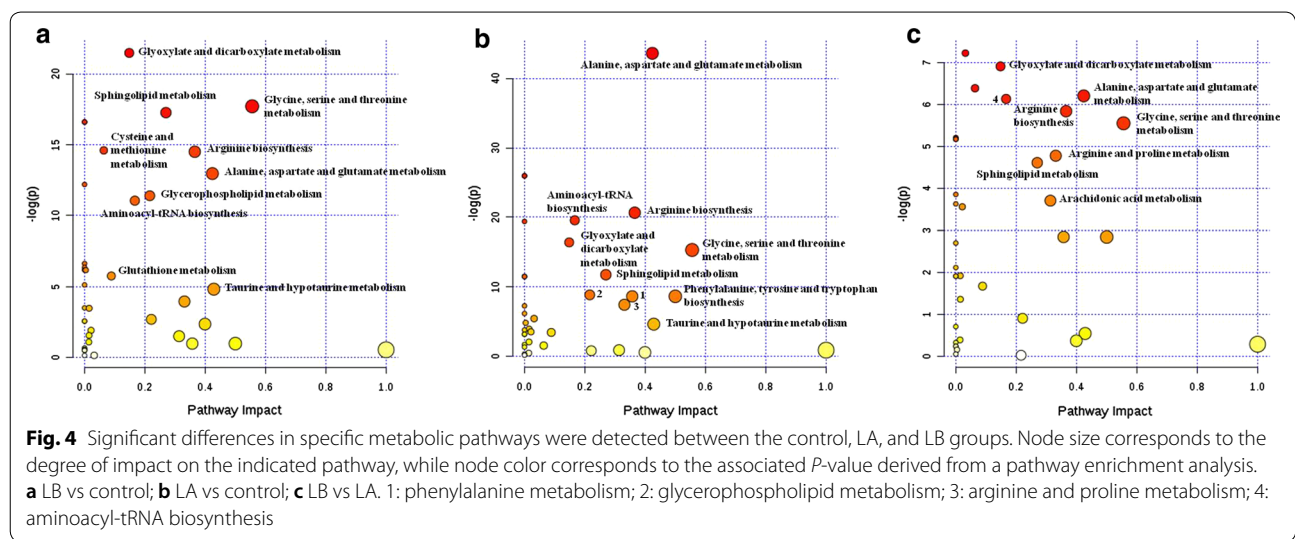 a
Glyoxylate and dicarboxylate metabolism
Sphingolipid metabolism
Glycine, serine and threonine
metabolism
Cysteine and
methionine
metabolism
Arginine biosynthesis
Alanine, aspartate and glutamate metabolism
Glycerophospholipid metabolism
Aminoacyl-tRNA biosynthesis
Glutathione metabolism
Taurine and hypotaurine metabolism
20
15
10
5
0
-log(p)
0.0 0.2 0.4 0.6 0.8 1.0
Pathway Impact
b
Alanine, aspartate and glutamate metabolism
Aminoacyl-tRNA
biosynthesis
Arginine biosynthesis
Glyoxylate and
dicarboxylate
metabolism
Glycine, serine and threonine
metabolism
Sphingolipid metabolism
Phenylalanine, tyrosine and tryptophan
biosynthesis
2
1
3
Taurine and hypotaurine metabolism
40
30
20
10
0
-log(p)
0.0 0.2 0.4 0.6 0.8 1.0
Pathway Impact
c
Glyoxylate and dicarboxylate metabolism
Alanine, aspartate and glutamate
metabolism
4
Arginine
biosynthesis
Glycine, serine and threonine
metabolism
Arginine and proline metabolism
Sphingolipid metabolism
Arachidonic acid metabolism
7
6
5
4
3
2
1
0
-log(p)
0.0 0.2 0.4 0.6 0.8 1.0
Pathway Impact
Fig. 4 Significant differences in specific metabolic pathways were detected between the control, LA, and LB groups. Node size corresponds to the
degree of impact on the indicated pathway, while node color corresponds to the associated P-value derived from a pathway enrichment analysis.
a LB vs control; b LA vs control; c LB vs LA. 1: phenylalanine metabolism; 2: glycerophospholipid metabolism; 3: arginine and proline metabolism; 4:
aminoacyl-tRNA biosynthesis